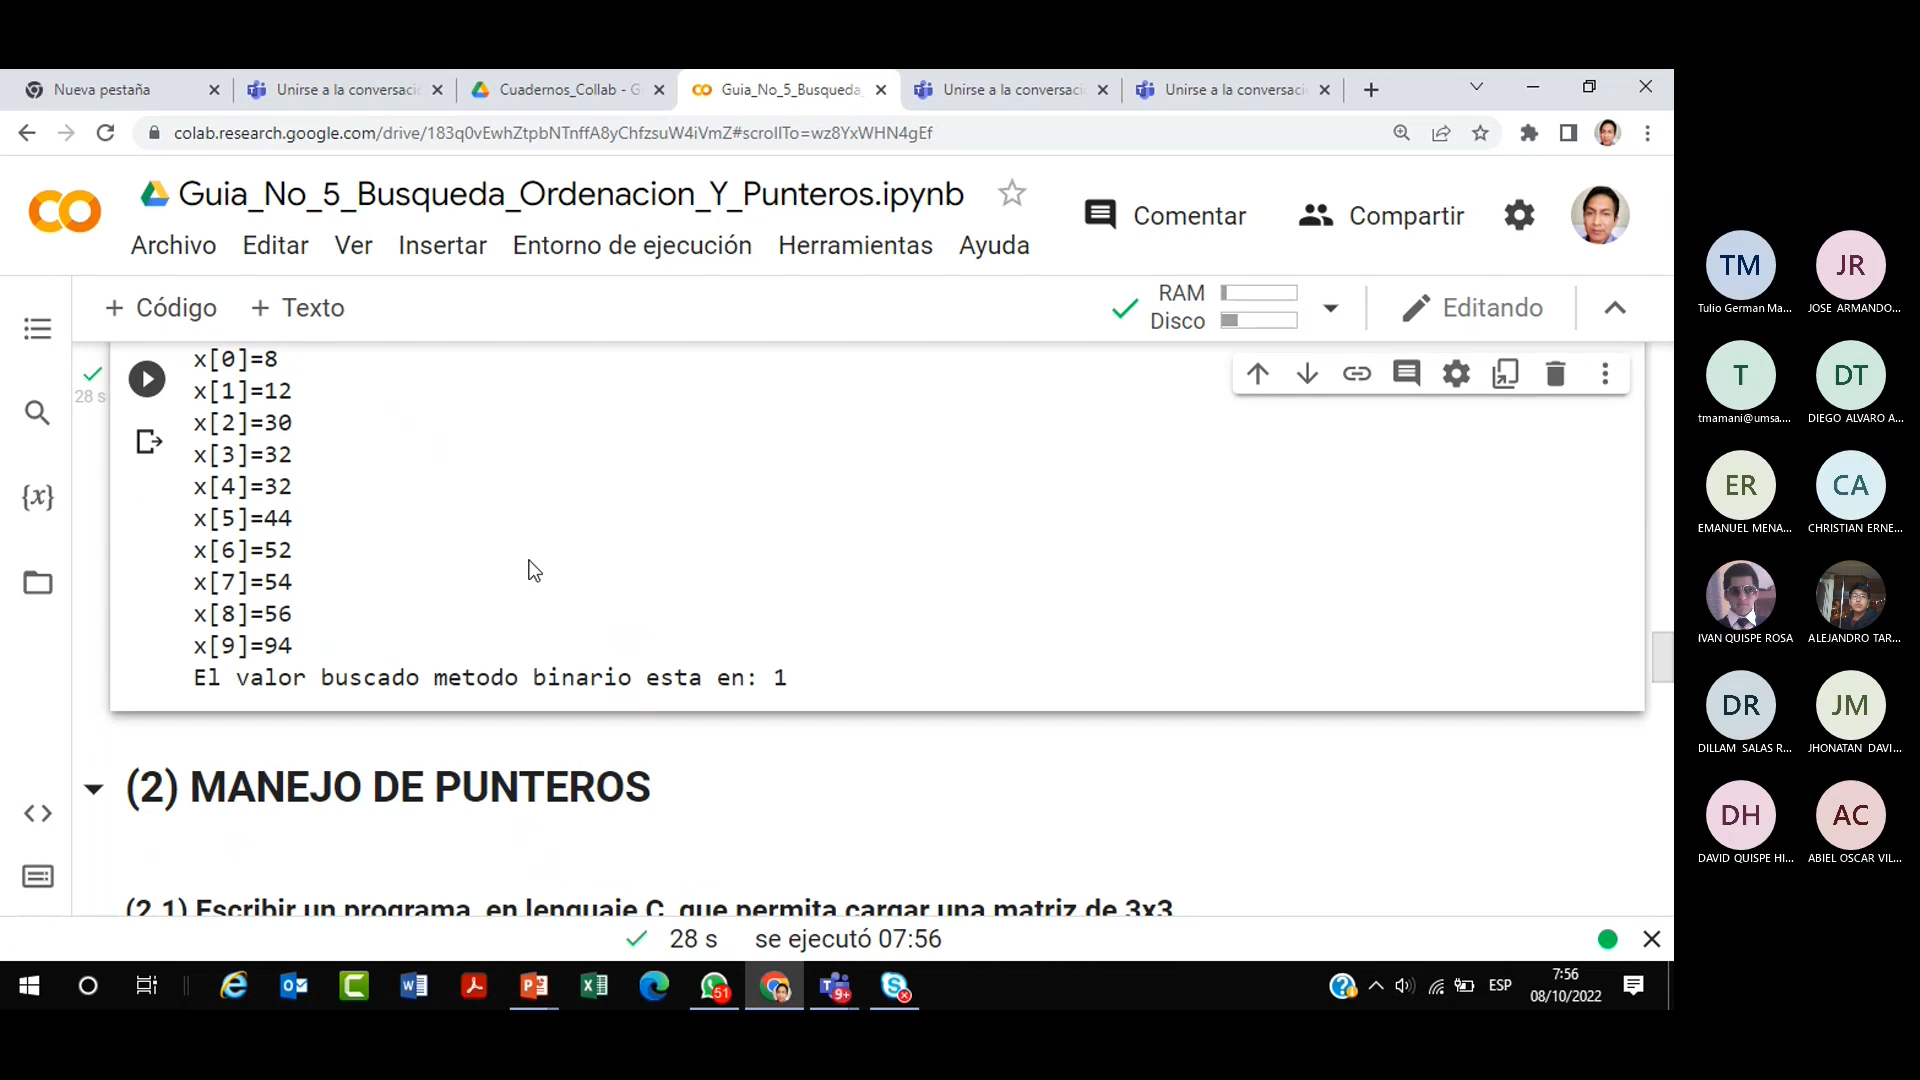 Nueva pestaña
Unirse a la conversaci
Cuadernos_Collab - G
Guia_No_5_Busqueda_
Unirse a la conversaci
Unirse a la conversaci
colab.research.google.com/drive/183q0vEwhZtpbNTnffA8yChfzsuW4iVmZ#scrollTo=wz8YxWHN4gEf
Guia_No_5_Busqueda_Ordenacion_Y_Punteros.ipynb
Comentar
Compartir
Archivo Editar Ver Insertar Entorno de ejecución Herramientas Ayuda
+ Código + Texto
RAM
Disco
Editando
28 s
x[0]=8
x[1]=12
x[2]=30
x[3]=32
x[4]=32
x[5]=44
x[6]=52
x[7]=54
x[8]=56
x[9]=94
El valor buscado metodo binario esta en: 1
{x}
(2) MANEJO DE PUNTEROS
(2.1) Escribir un programa, en lenguaje C, que permita cargar una matriz de 3x3
28 s se ejecutó 07:56
51
9+
ESP
7:56
08/10/2022
TM
Tulio German Ma...
JR
JOSE ARMANDO...
T
tmamani@umsa....
DT
DIEGO ALVARO A...
ER
EMANUEL MENA...
CA
CHRISTIAN ERNE...
IVAN QUISPE ROSA
ALEJANDRO TAR...
DR
DILLAM SALAS R...
JM
JHONATAN DAVI...
DH
DAVID QUISPE HI...
AC
ABIEL OSCAR VIL...